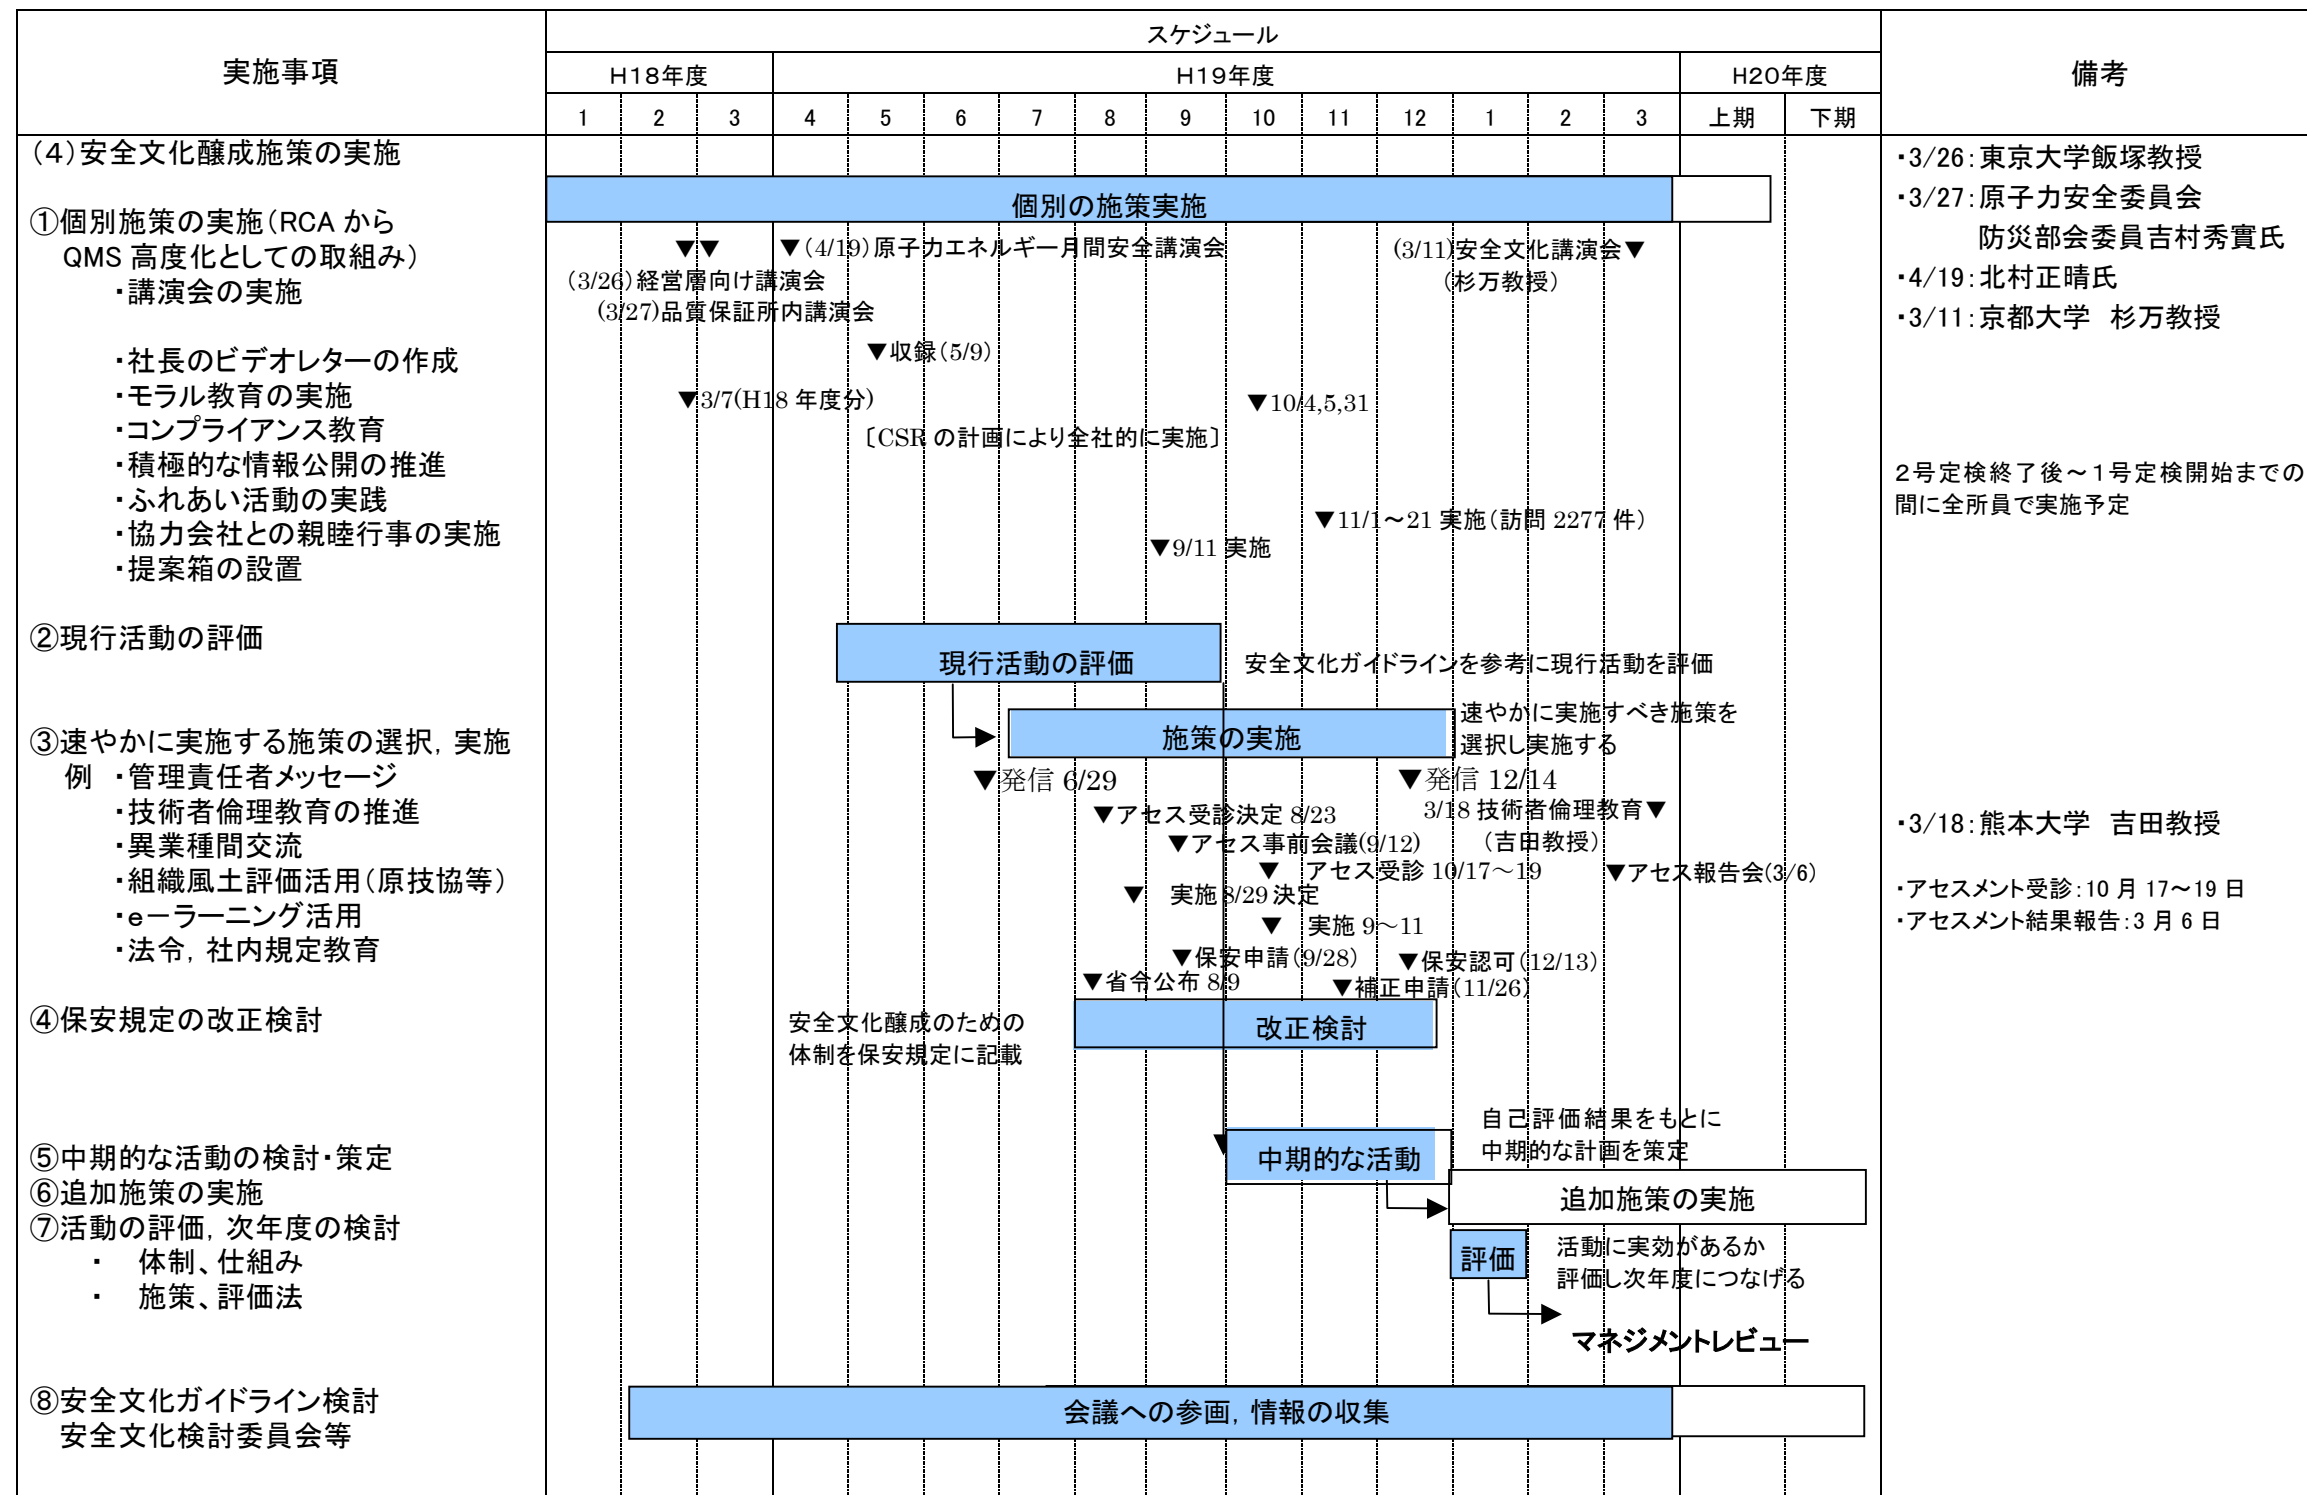 実施事項
スケジュール
備考
H18年度
H19年度
H20年度
1 2 3 4 5 6 7 8 9 10 11 12 1 2 3 上期 下期
（4）安全文化醸成施策の実施
①個別施策の実施（RCA から
QMS 高度化としての取組み）
・講演会の実施
・社長のビデオレターの作成
・モラル教育の実施
・コンプライアンス教育
・積極的な情報公開の推進
・ふれあい活動の実践
・協力会社との親睦行事の実施
・提案箱の設置
②現行活動の評価
③速やかに実施する施策の選択，実施
例　・管理責任者メッセージ
・技術者倫理教育の推進
・異業種間交流
・組織風土評価活用（原技協等）
・e－ラーニング活用
・法令，社内規定教育
④保安規定の改正検討
⑤中期的な活動の検討・策定
⑥追加施策の実施
⑦活動の評価，次年度の検討
・　体制、仕組み
・　施策、評価法
⑧安全文化ガイドライン検討
安全文化検討委員会等
個別の施策実施
▼▼
▼（4/19）原子力エネルギー月間安全講演会
(3/11)安全文化講演会▼
（杉万教授）
（3/26）経営層向け講演会
(3/27)品質保証所内講演会
▼収録（5/9）
▼3/7(H18 年度分)
▼10/4,5,31
〔CSR の計画により全社的に実施〕
▼11/1～21 実施（訪問 2277 件）
▼9/11 実施
現行活動の評価
安全文化ガイドラインを参考に現行活動を評価
施策の実施
速やかに実施すべき施策を
選択し実施する
▼発信 6/29
▼発信 12/14
▼アセス受診決定 8/23
3/18 技術者倫理教育▼
（吉田教授）
▼アセス事前会議(9/12)
▼　アセス受診 10/17～19
▼アセス報告会(3/6)
▼　実施 8/29 決定
▼　実施 9～11
▼保安申請（9/28）
▼保安認可（12/13）
▼省令公布 8/9
▼補正申請（11/26）
安全文化醸成のための
体制を保安規定に記載
改正検討
中期的な活動
自己評価結果をもとに
中期的な計画を策定
追加施策の実施
評価
活動に実効があるか
評価し次年度につなげる
マネジメントレビュー
会議への参画，情報の収集
・3/26：東京大学飯塚教授
・3/27：原子力安全委員会
防災部会委員吉村秀實氏
・4/19：北村正晴氏
・3/11：京都大学　杉万教授
２号定検終了後～１号定検開始までの
間に全所員で実施予定
・3/18：熊本大学　吉田教授
・アセスメント受診：10 月 17～19 日
・アセスメント結果報告：3 月 6 日